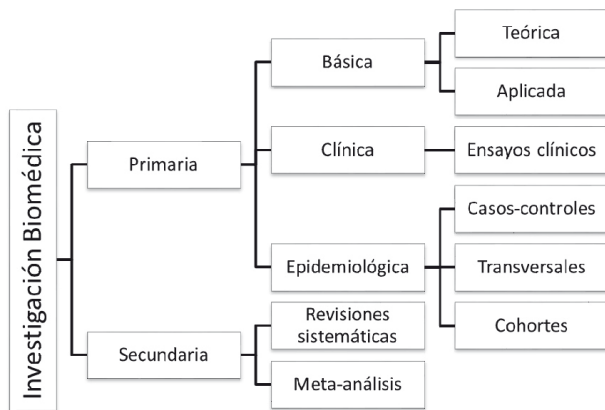 Investigación Biomédica
Primaria
Básica
Teórica
Aplicada
Clínica
Ensayos clínicos
Epidemiológica
Casos-controles
Transversales
Cohortes
Secundaria
Revisiones
sistemáticas
Meta-análisis